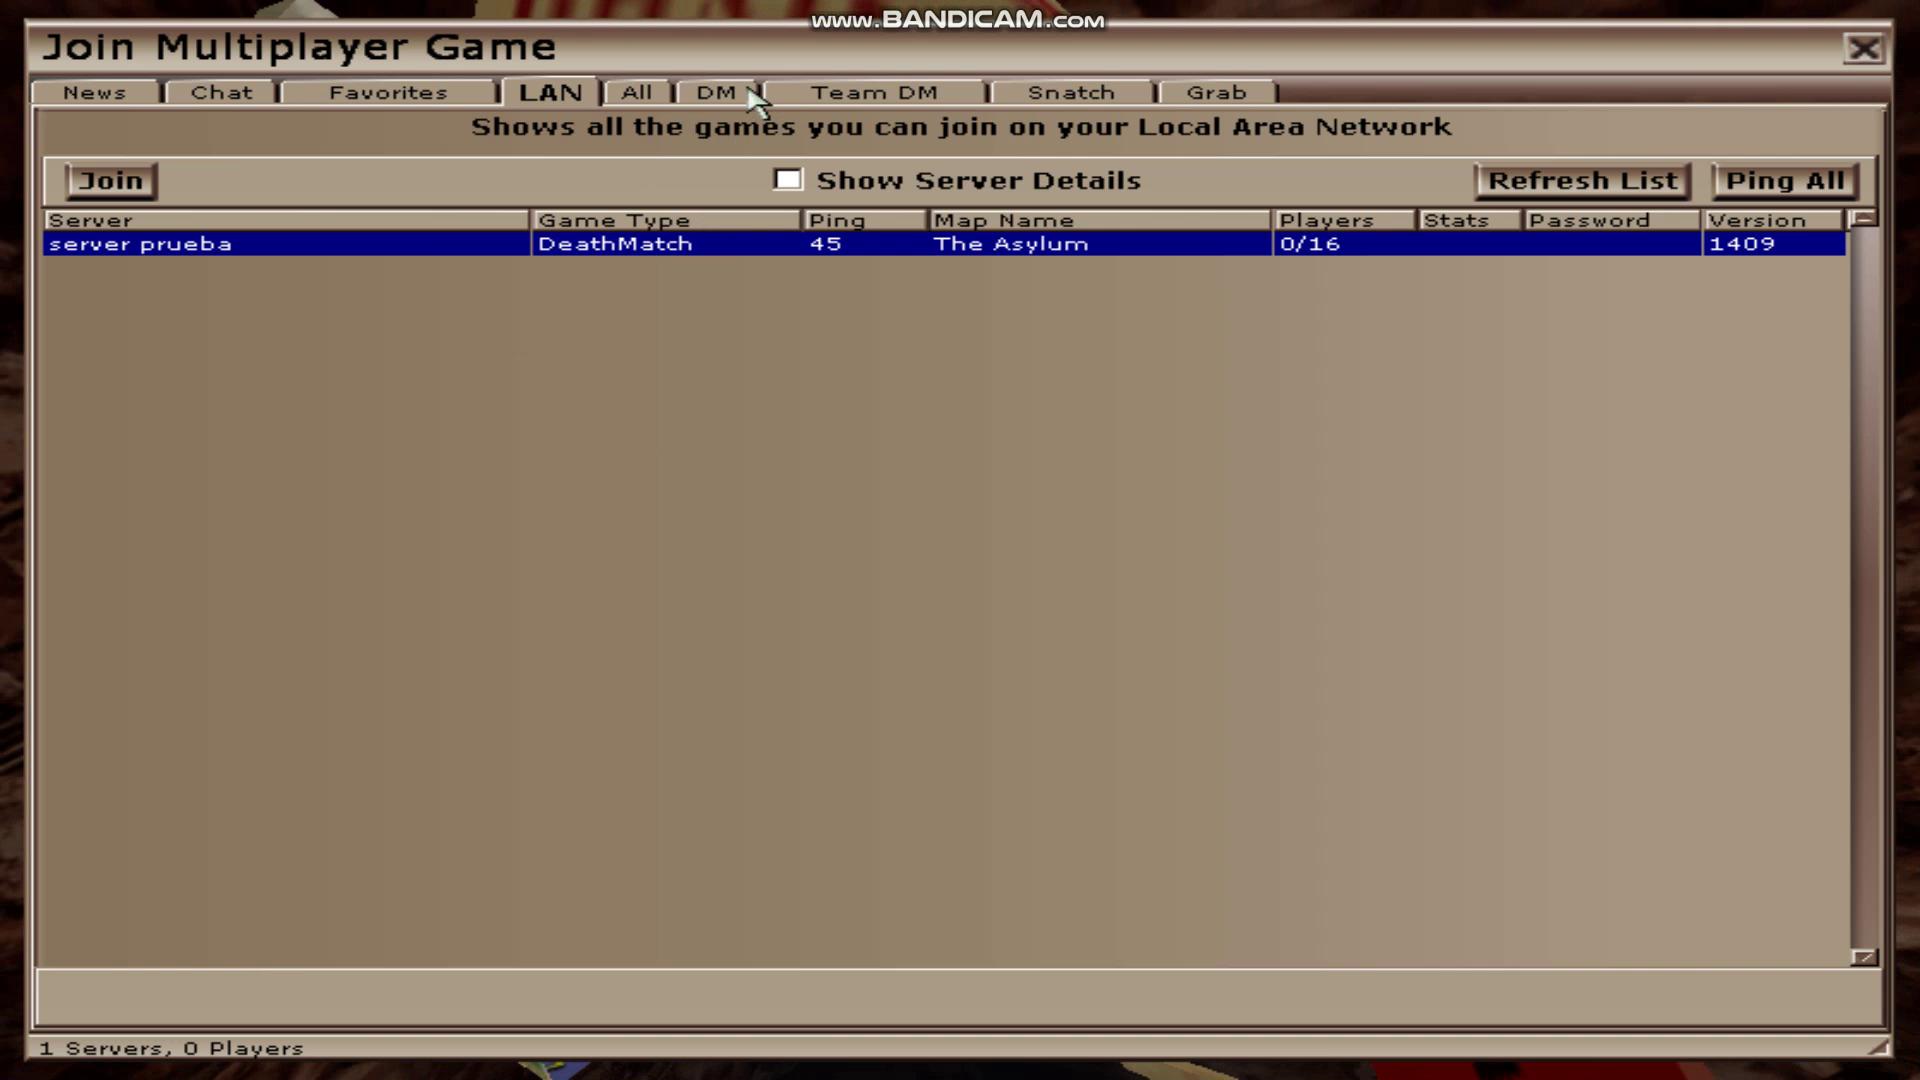 www.BANDICAM.com
Join Multiplayer Game
News Chat Favorites LAN All DM Team DM Snatch Grab
Shows all the games you can join on your Local Area Network
Join Show Server Details Refresh List Ping All
Server Game Type Ping Map Name Players Stats Password Version
server prueba DeathMatch 45 The Asylum 0/16 1409
1 Servers, 0 Players